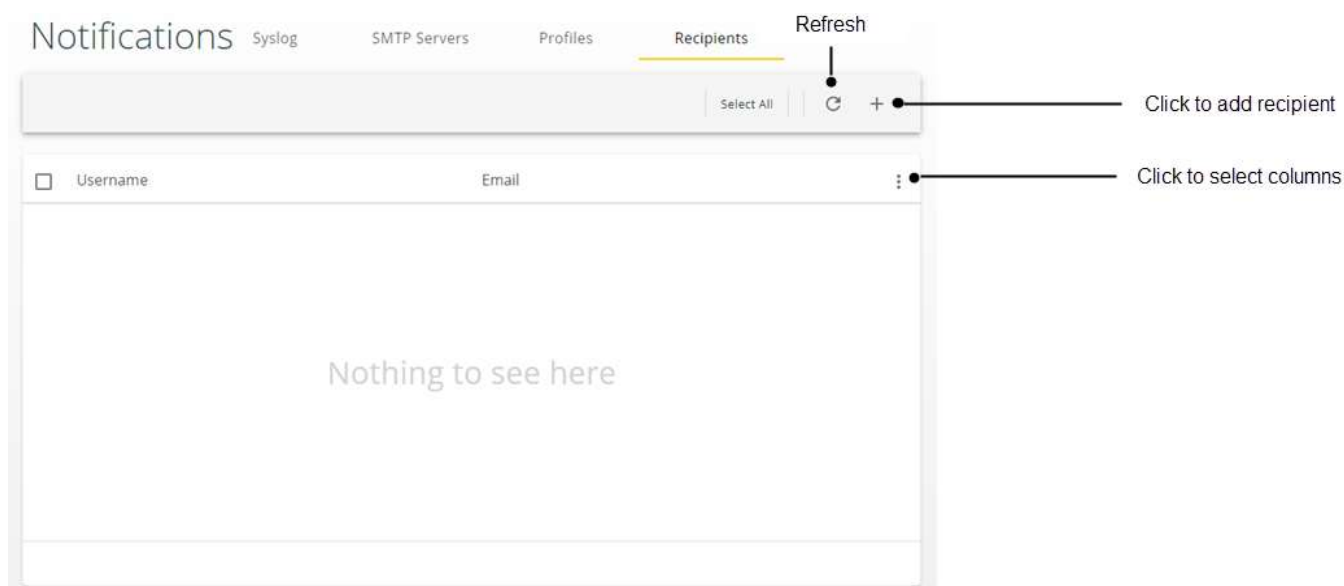 Notifications Syslog SMTP Servers Profiles Recipients Refresh
Select All Click to add recipient
Username Email Click to select columns
Nothing to see here